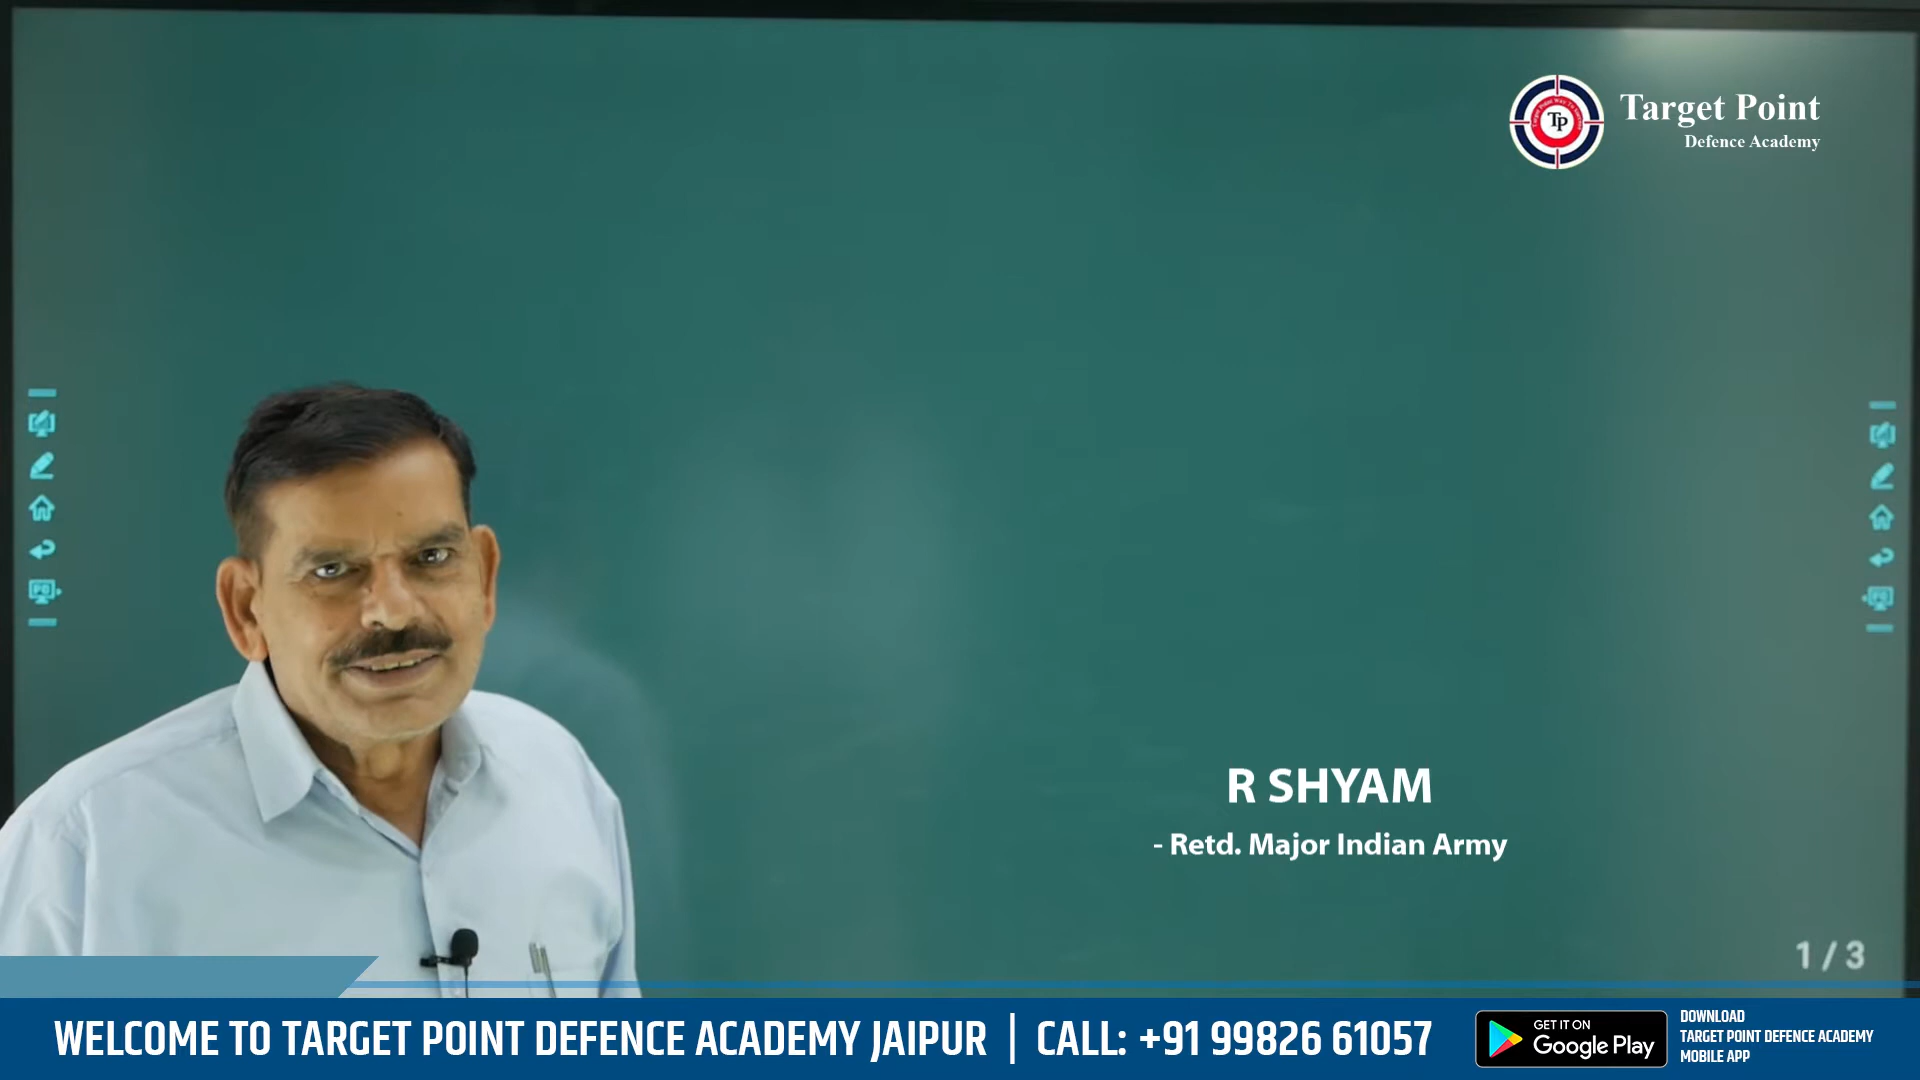 Target Point
Defence Academy
TP
R SHYAM
- Retd. Major Indian Army
1 / 3
WELCOME TO TARGET POINT DEFENCE ACADEMY JAIPUR | CALL: +91 99826 61057
GET IT ON
Google Play
DOWNLOAD
TARGET POINT DEFENCE ACADEMY
MOBILE APP